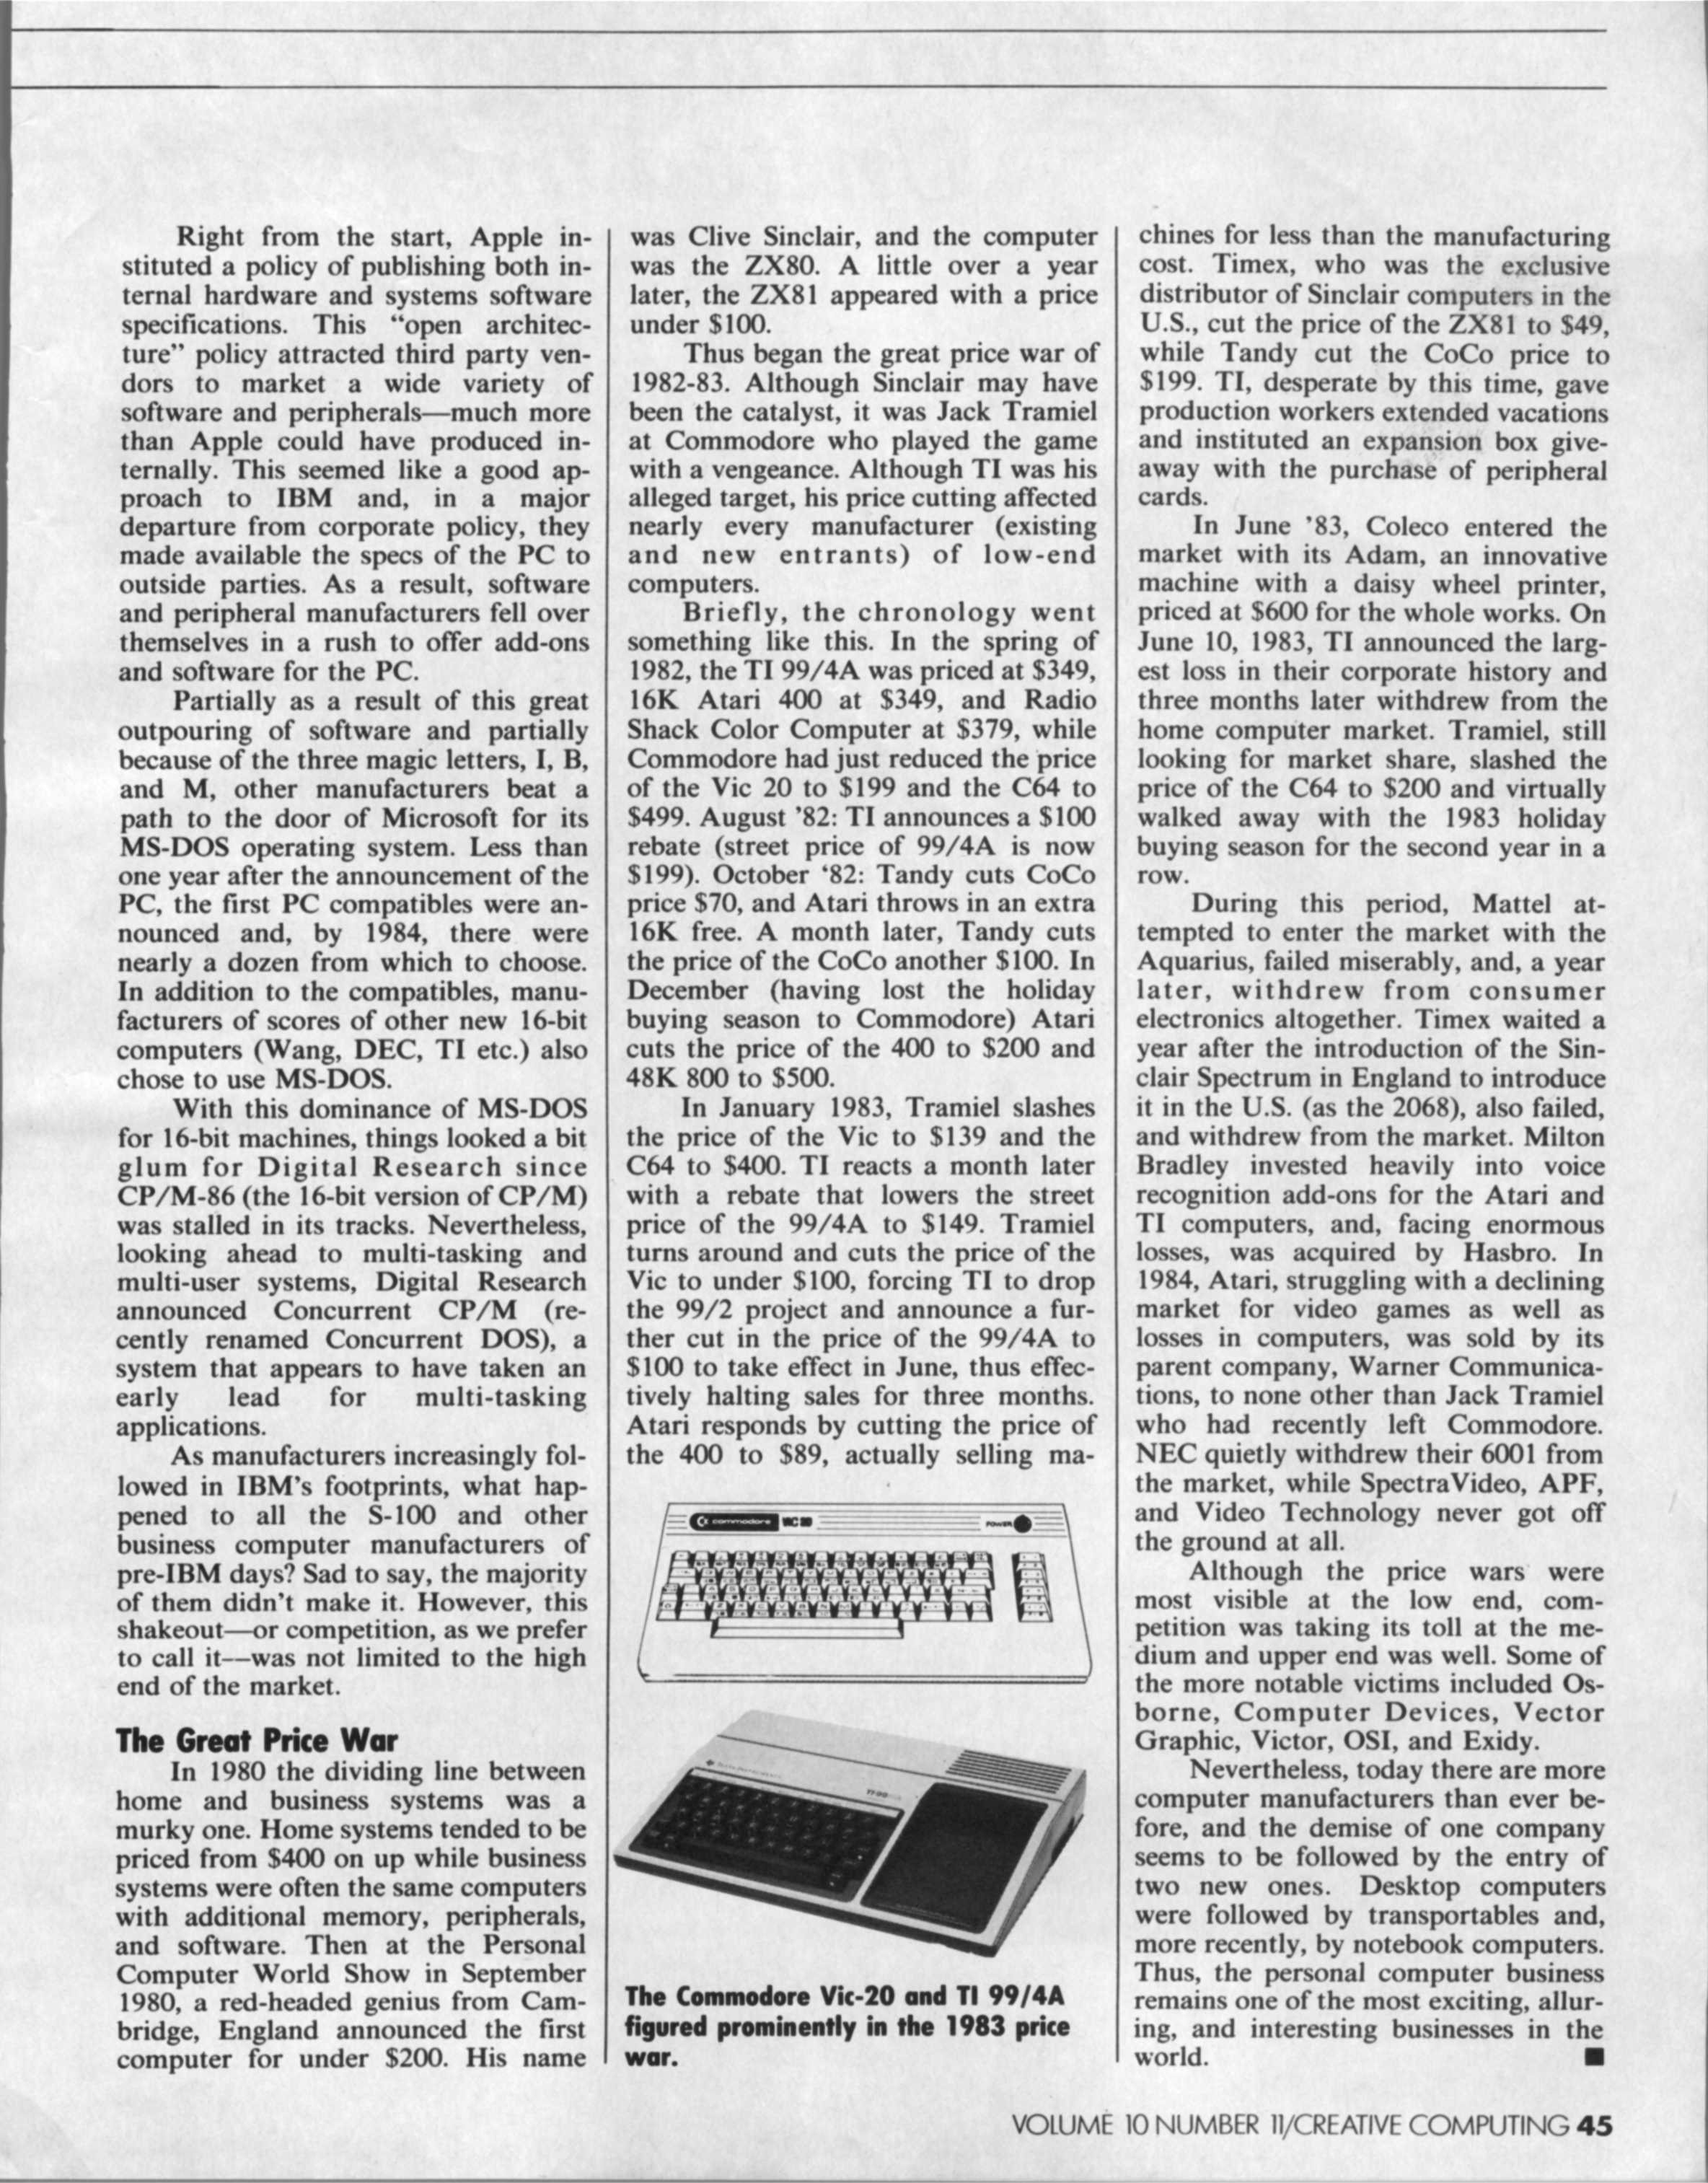 Right from the start, Apple in-
stituted a policy of publishing both in-
ternal hardware and systems software
specifications. This “open architec-
ture” policy attracted third party ven-
dors to market a wide variety of
software and peripherals—much more
than Apple could have produced in-
ternally. This seemed like a good ap-
proach to IBM and, in a major
departure from corporate policy, they
made available the specs of the PC to
outside parties. As a result, software
and peripheral manufacturers fell over
themselves in a rush to offer add-ons
and software for the PC.
Partially as a result of this great
outpouring of software and partially
because of the three magic letters, I, B,
and M, other manufacturers beat a
path to the door of Microsoft for its
MS-DOS operating system. Less than
one year after the announcement of the
PC, the first PC compatibles were an-
nounced and, by 1984, there were
nearly a dozen from which to choose.
In addition to the compatibles, manu-
facturers of scores of other new 16-bit
computers (Wang, DEC, TI etc.) also
chose to use MS-DOS.
With this dominance of MS-DOS
for 16-bit machines, things looked a bit
glum for Digital Research since
CP/M-86 (the 16-bit version of CP/M)
was stalled in its tracks. Nevertheless,
looking ahead to multi-tasking and
multi-user systems, Digital Research
announced Concurrent CP/M (re-
cently renamed Concurrent DOS), a
system that appears to have taken an
early lead for multi-tasking
applications.
As manufacturers increasingly fol-
lowed in IBM's footprints, what hap-
pened to all the S-100 and other
business computer manufacturers of
pre-IBM days? Sad to say, the majority
of them didn't make it. However, this
shakeout—or competition, as we prefer
to call it—was not limited to the high
end of the market.
The Great Price War
In 1980 the dividing line between
home and business systems was a
murky one. Home systems tended to be
priced from $400 on up while business
systems were often the same computers
with additional memory, peripherals,
and software. Then at the Personal
Computer World Show in September
1980, a red-headed genius from Cam-
bridge, England announced the first
computer for under $200. His name
was Clive Sinclair, and the computer
was the ZX80. A little over a year
later, the ZX81 appeared with a price
under $100.
Thus began the great price war of
1982-83. Although Sinclair may have
been the catalyst, it was Jack Tramiel
at Commodore who played the game
with a vengeance. Although TI was his
alleged target, his price cutting affected
nearly every manufacturer (existing
and new entrants) of low-end
computers.
Briefly, the chronology went
something like this. In the spring of
1982, the TI 99/4A was priced at $349,
16K Atari 400 at $349, and Radio
Shack Color Computer at $379, while
Commodore had just reduced the price
of the Vic 20 to $199 and the C64 to
$499. August '82: TI announces a $100
rebate (street price of 99/4A is now
$199). October ‘82: Tandy cuts CoCo
price $70, and Atari throws in an extra
16K free. A month later, Tandy cuts
the price of the CoCo another $100. In
December (having lost the holiday
buying season to Commodore) Atari
cuts the price of the 400 to $200 and
48K 800 to $500.
In January 1983, Tramiel slashes
the price of the Vic to $139 and the
C64 to $400. TI reacts a month later
with a rebate that lowers the street
price of the 99/4A to $149. Tramiel
turns around and cuts the price of the
Vic to under $100, forcing TI to drop
the 99/2 project and announce a fur-
ther cut in the price of the 99/4A to
$100 to take effect in June, thus effec-
tively halting sales for three months.
Atari responds by cutting the price of
the 400 to $89, actually selling ma-
commodore VIC 20
POWER
The Commodore Vic-20 and TI 99/4A
figured prominently in the 1983 price
war.
chines for less than the manufacturing
cost. Timex, who was the exclusive
distributor of Sinclair computers in the
U.S., cut the price of the ZX81 to $49,
while Tandy cut the CoCo price to
$199. TI, desperate by this time, gave
production workers extended vacations
and instituted an expansion box give-
away with the purchase of peripheral
cards.
In June '83, Coleco entered the
market with its Adam, an innovative
machine with a daisy wheel printer,
priced at $600 for the whole works. On
June 10, 1983, TI announced the larg-
est loss in their corporate history and
three months later withdrew from the
home computer market. Tramiel, still
looking for market share, slashed the
price of the C64 to $200 and virtually
walked away with the 1983 holiday
buying season for the second year in a
row.
During this period, Mattel at-
tempted to enter the market with the
Aquarius, failed miserably, and, a year
later, withdrew from consumer
electronics altogether. Timex waited a
year after the introduction of the Sin-
clair Spectrum in England to introduce
it in the U.S. (as the 2068), also failed,
and withdrew from the market. Milton
Bradley invested heavily into voice
recognition add-ons for the Atari and
TI computers, and, facing enormous
losses, was acquired by Hasbro. In
1984, Atari, struggling with a declining
market for video games as well as
losses in computers, was sold by its
parent company, Warner Communica-
tions, to none other than Jack Tramiel
who had recently left Commodore.
NEC quietly withdrew their 6001 from
the market, while SpectraVideo, APF,
and Video Technology never got off
the ground at all.
Although the price wars were
most visible at the low end, com-
petition was taking its toll at the me-
dium and upper end was well. Some of
the more notable victims included Os-
borne, Computer Devices, Vector
Graphic, Victor, OSI, and Exidy.
Nevertheless, today there are more
computer manufacturers than ever be-
fore, and the demise of one company
seems to be followed by the entry of
two new ones. Desktop computers
were followed by transportables and,
more recently, by notebook computers.
Thus, the personal computer business
remains one of the most exciting, allur-
ing, and interesting businesses in the
world.
VOLUME 10 NUMBER 11/CREATIVE COMPUTING 45